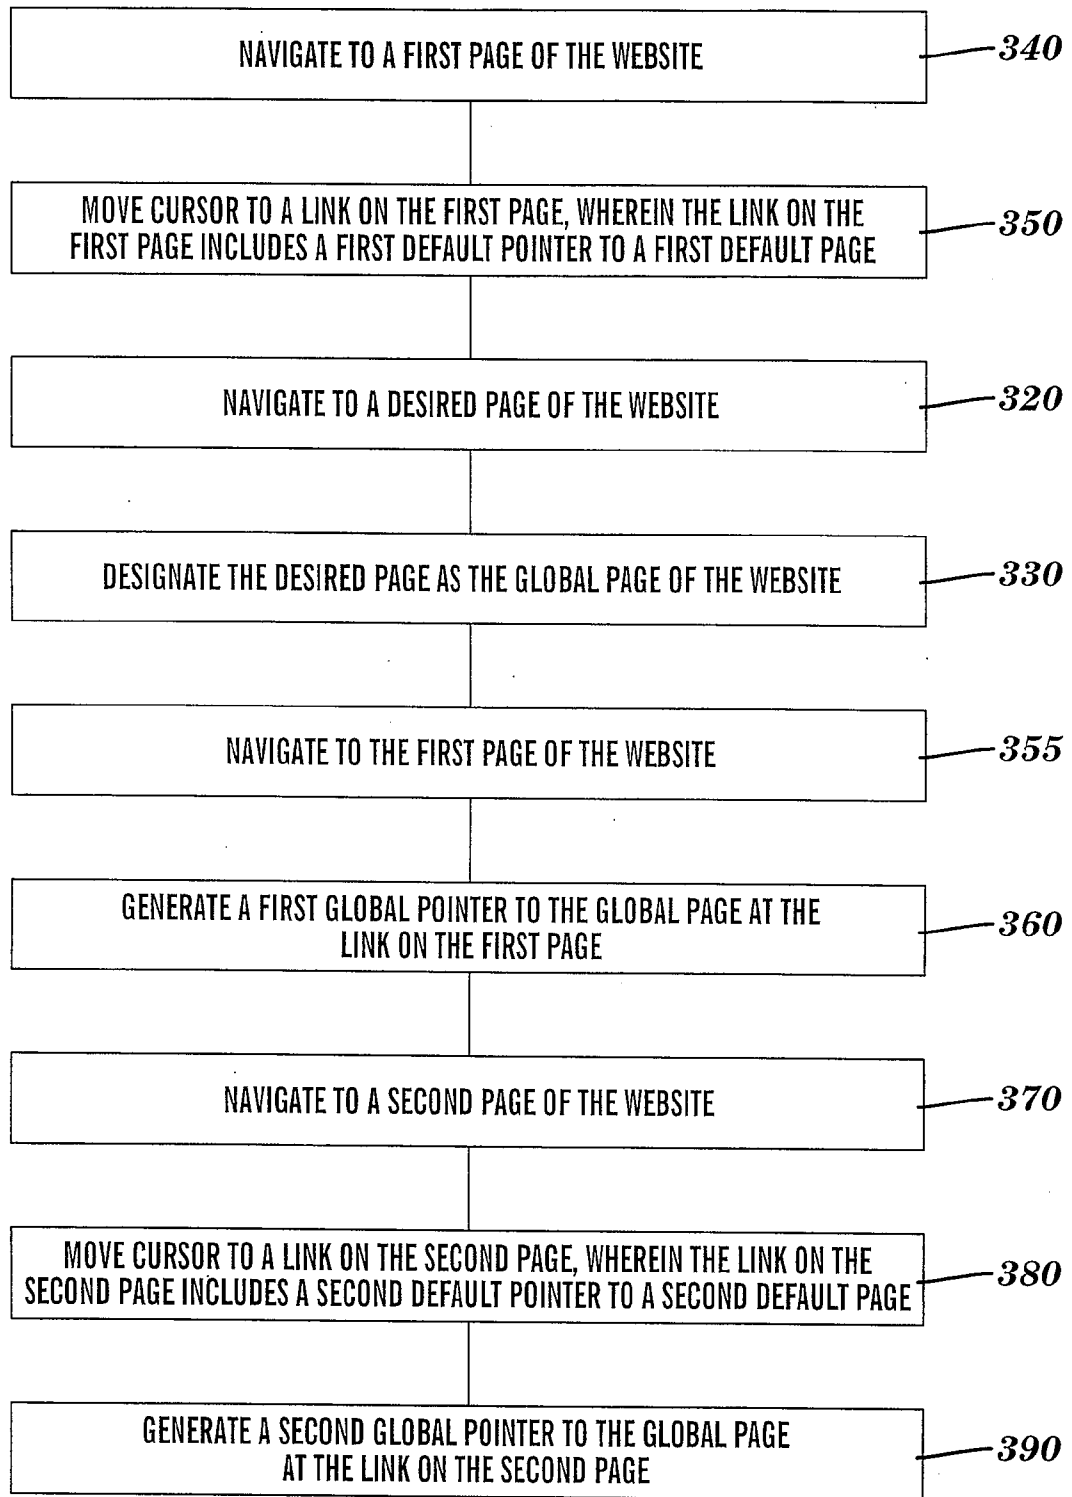 NAVIGATE TO A FIRST PAGE OF THE WEBSITE
340
MOVE CURSOR TO A LINK ON THE FIRST PAGE, WHEREIN THE LINK ON THE
FIRST PAGE INCLUDES A FIRST DEFAULT POINTER TO A FIRST DEFAULT PAGE
350
NAVIGATE TO A DESIRED PAGE OF THE WEBSITE
320
DESIGNATE THE DESIRED PAGE AS THE GLOBAL PAGE OF THE WEBSITE
330
NAVIGATE TO THE FIRST PAGE OF THE WEBSITE
355
GENERATE A FIRST GLOBAL POINTER TO THE GLOBAL PAGE AT THE
LINK ON THE FIRST PAGE
360
NAVIGATE TO A SECOND PAGE OF THE WEBSITE
370
MOVE CURSOR TO A LINK ON THE SECOND PAGE, WHEREIN THE LINK ON THE
SECOND PAGE INCLUDES A SECOND DEFAULT POINTER TO A SECOND DEFAULT PAGE
380
GENERATE A SECOND GLOBAL POINTER TO THE GLOBAL PAGE
AT THE LINK ON THE SECOND PAGE
390